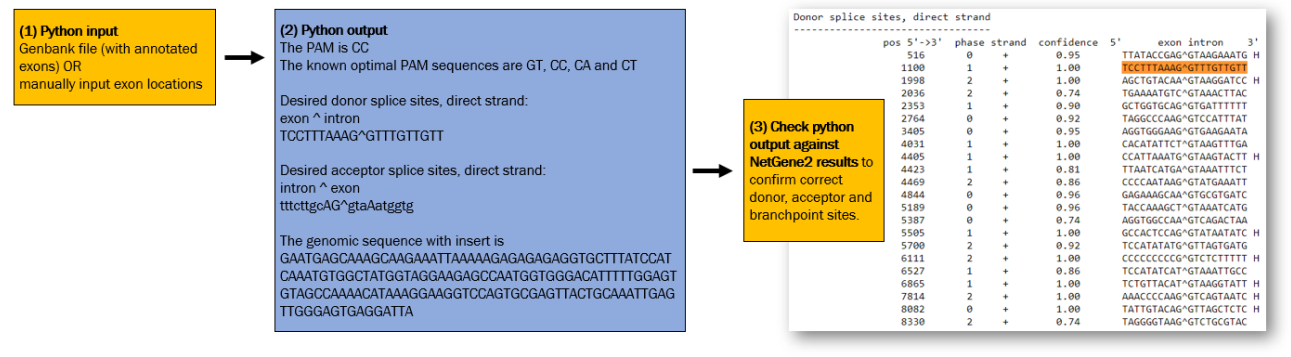 (1) Python input
Genbank file (with annotated
exons) OR
manually input exon locations
(2) Python output
The PAM is CC
The known optimal PAM sequences are GT, CC, CA and CT
Desired donor splice sites, direct strand:
exon ^ intron
TCCTTTAAAG^GTTTGTTGTT
Desired acceptor splice sites, direct strand:
intron ^ exon
tttcttgcAG^gtaAatggtg
The genomic sequence with insert is
GAATGAGCAAAGCAAGAAATTAAAAAGAGAGAGAGGTGCTTTATCCAT
CAAATGTGGCTATGGTAGGAAGAGCCAATGGTGGGACATTTTTGGAGT
GTAGCCAAAACATAAAGGAAGGTCCAGTGCGAGTTACTGCAAATTGAG
TTGGGAGTGAGGATTA
(3) Check python
output against
NetGene2 results to
confirm correct
donor, acceptor and
branchpoint sites.
Donor splice sites, direct strand
---------------------------------
pos 5'->3' phase strand confidence 5' exon intron 3'
516 0 + 0.95 TTATACCGAG^GTAAGAAATG H
1100 1 + 1.00 TCCTTTAAAG^GTTTGTTGTT
1998 2 + 1.00 AGCTGTACAA^GTAAGGATCC H
2036 2 + 0.74 TGAAAATGTC^GTAAACTTAC
2353 1 + 0.90 GCTGGTGCAG^GTGATTTTTT
2764 0 + 0.92 TAGGCCCAAG^GTCCATTTAT
3405 0 + 0.95 AGGTGGGAAG^GTGAAGAATA
4031 1 + 1.00 CACATATTCT^GTAAGTTTGA
4405 1 + 1.00 CCATTAAATG^GTAAGTACTT H
4423 1 + 0.81 TTAATCATGA^GTAAATTTCT
4469 2 + 0.86 CCCCAATAAG^GTATGAAATT
4844 0 + 0.96 GAGAAAGCAA^GTGCGTGATC
5189 0 + 0.96 TACCAAAGCT^GTAAATCATG
5387 0 + 0.74 AGGTGGCCAA^GTCAGACTAA
5505 1 + 1.00 GCCACTCCAG^GTATAATATC H
5700 2 + 0.92 TCCATATATG^GTTAGTGATG
6111 2 + 1.00 CCCCCCCCCG^GTCTCTTTTT H
6527 1 + 0.86 TCCATATCAT^GTAAATTGCC
6865 1 + 1.00 TCTGTTACAT^GTAAGGTATT H
7814 2 + 1.00 AAACCCCAAG^GTCAGTAATC H
8082 0 + 1.00 TATTGTACAG^GTTAGCTCTC H
8330 2 + 0.74 TAGGGGTAAG^GTCTGCGTAC